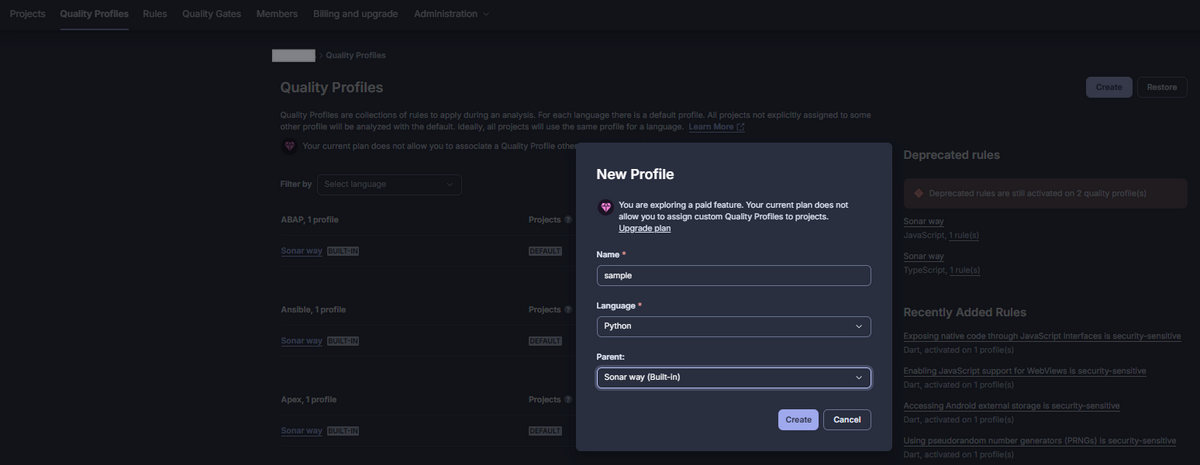 Projects Quality Profiles Rules Quality Gates Members Billing and upgrade Administration
› Quality Profiles
Quality Profiles
Create Restore
Quality Profiles are collections of rules to apply during an analysis. For each language there is a default profile. All projects not explicitly assigned to some
other profile will be analyzed with the default. Ideally, all projects will use the same profile for a language. Learn More
Your current plan does not allow you to associate a Quality Profile other
Filter by Select language
ABAP, 1 profile Projects
Sonar way BUILT-IN DEFAULT
Ansible, 1 profile Projects
Sonar way BUILT-IN DEFAULT
Apex, 1 profile Projects
Sonar way BUILT-IN DEFAULT
New Profile
You are exploring a paid feature. Your current plan does not
allow you to assign custom Quality Profiles to projects.
Upgrade plan
Name *
sample
Language *
Python
Parent:
Sonar way (Built-in)
Create Cancel
Deprecated rules
Deprecated rules are still activated on 2 quality profile(s)
Sonar way
JavaScript, 1 rule(s)
Sonar way
TypeScript, 1 rule(s)
Recently Added Rules
Exposing native code through JavaScript interfaces is security-sensitive
Dart, activated on 1 profile(s)
Enabling JavaScript support for WebViews is security-sensitive
Dart, activated on 1 profile(s)
Accessing Android external storage is security-sensitive
Dart, activated on 1 profile(s)
Using pseudorandom number generators (PRNGs) is security-sensitive
Dart, activated on 1 profile(s)